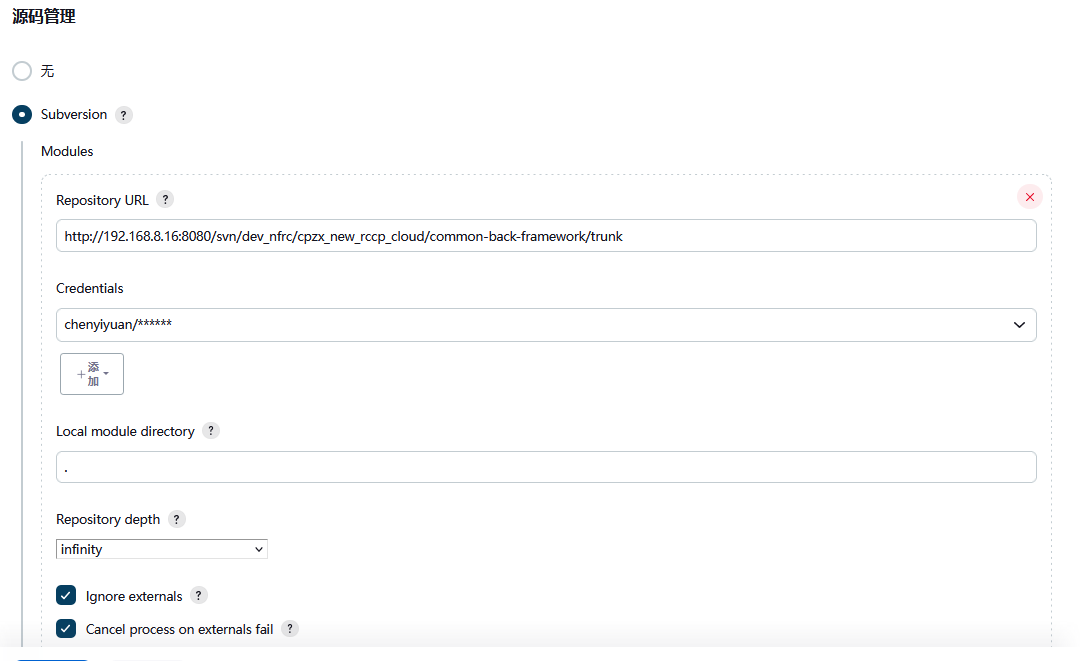 源码管理
无
Subversion ?
Modules
Repository URL ?
http://192.168.8.16:8080/svn/dev_nfrc/cpzx_new_rccp_cloud/common-back-framework/trunk
Credentials
chenyiyuan/******
添
加
Local module directory ?
.
Repository depth ?
infinity
Ignore externals ?
Cancel process on externals fail ?